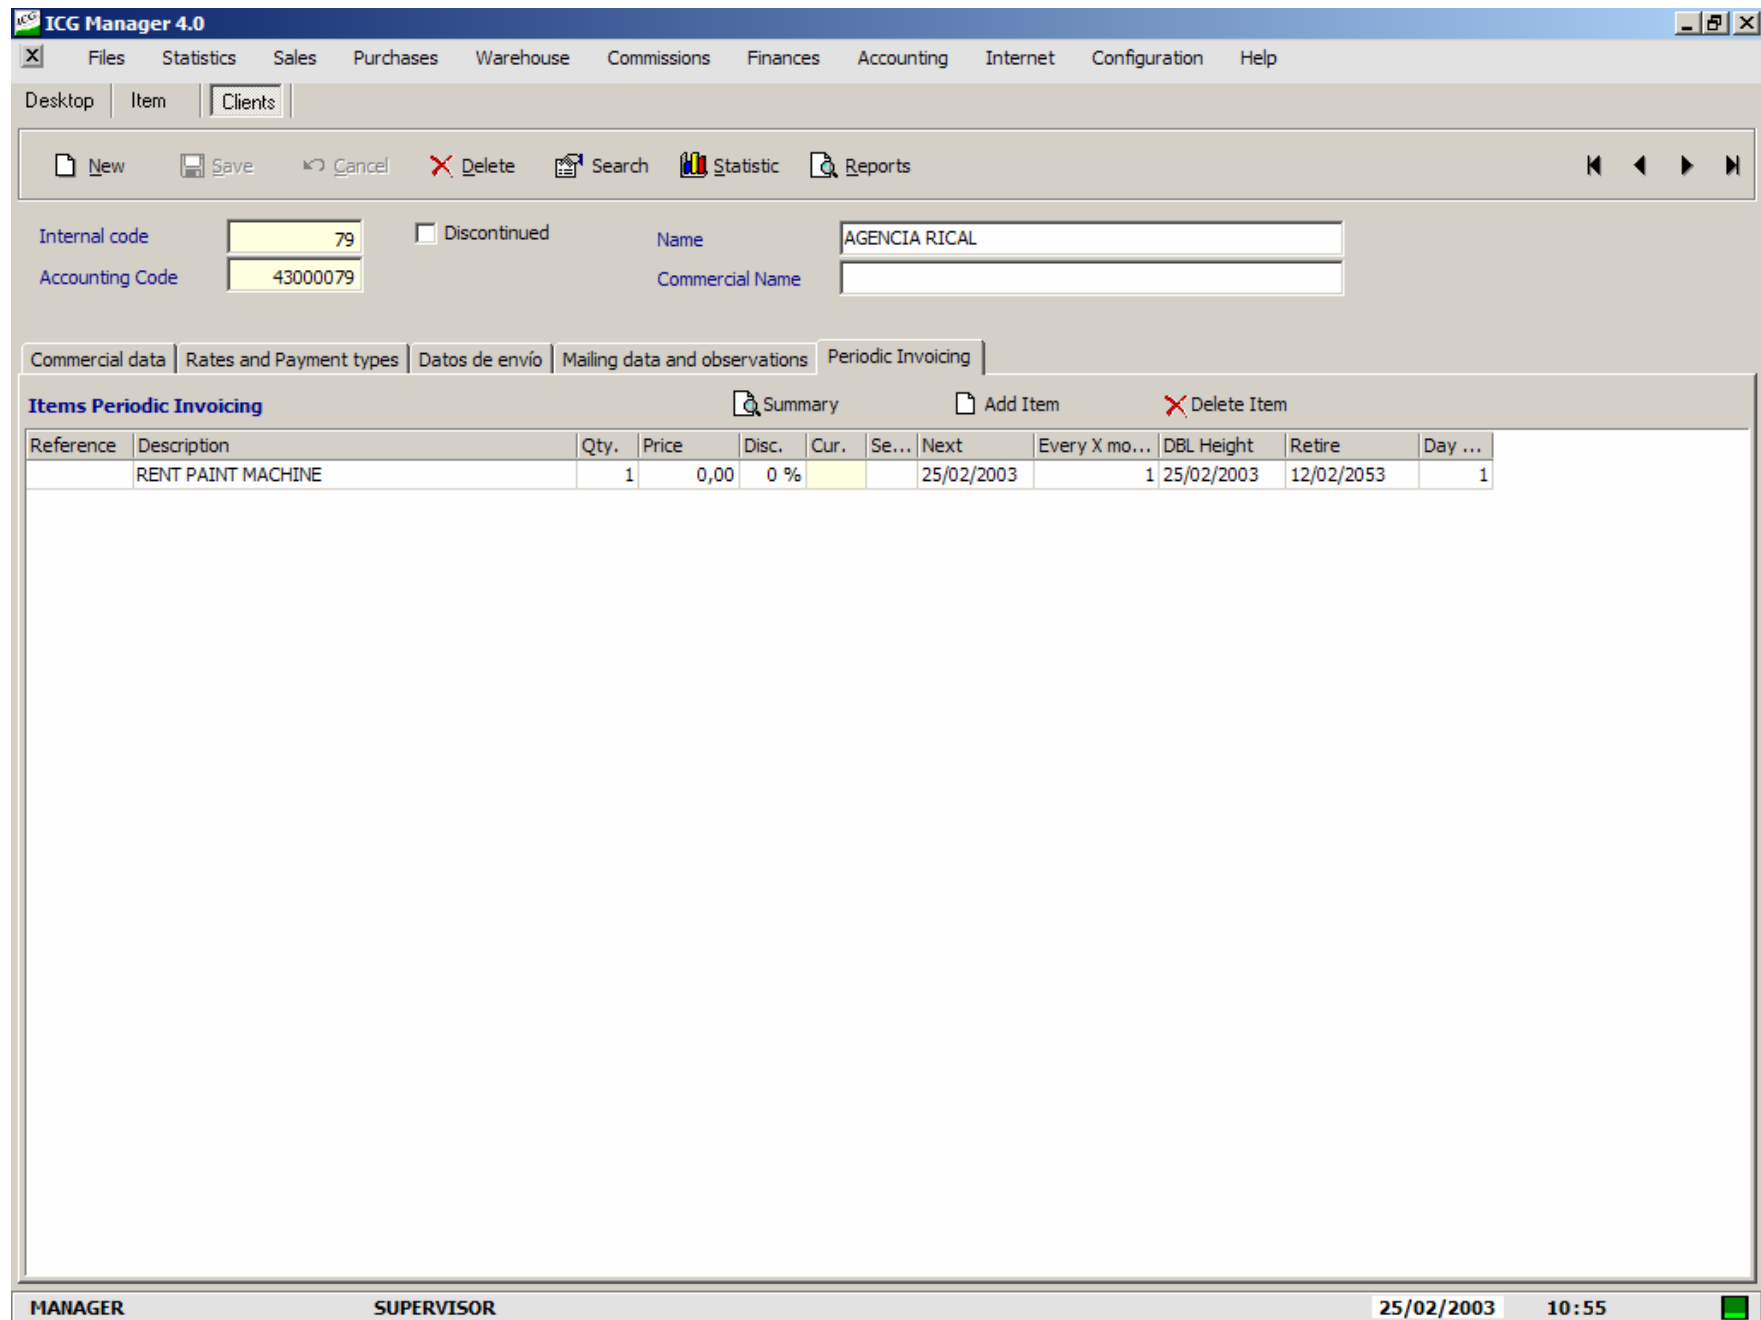 ICG ICG Manager 4.0
X Files Statistics Sales Purchases Warehouse Commissions Finances Accounting Internet Configuration Help
Desktop Item Clients
New Save Cancel Delete Search Statistic Reports
Internal code 79 Discontinued Name AGENCIA RICAL
Accounting Code 43000079 Commercial Name
Commercial data Rates and Payment types Datos de envío Mailing data and observations Periodic Invoicing
Items Periodic Invoicing Summary Add Item Delete Item
Reference Description Qty. Price Disc. Cur. Se... Next Every X mo... DBL Height Retire Day ...
RENT PAINT MACHINE 1 0,00 0 % 25/02/2003 1 25/02/2003 12/02/2053 1
MANAGER SUPERVISOR 25/02/2003 10:55